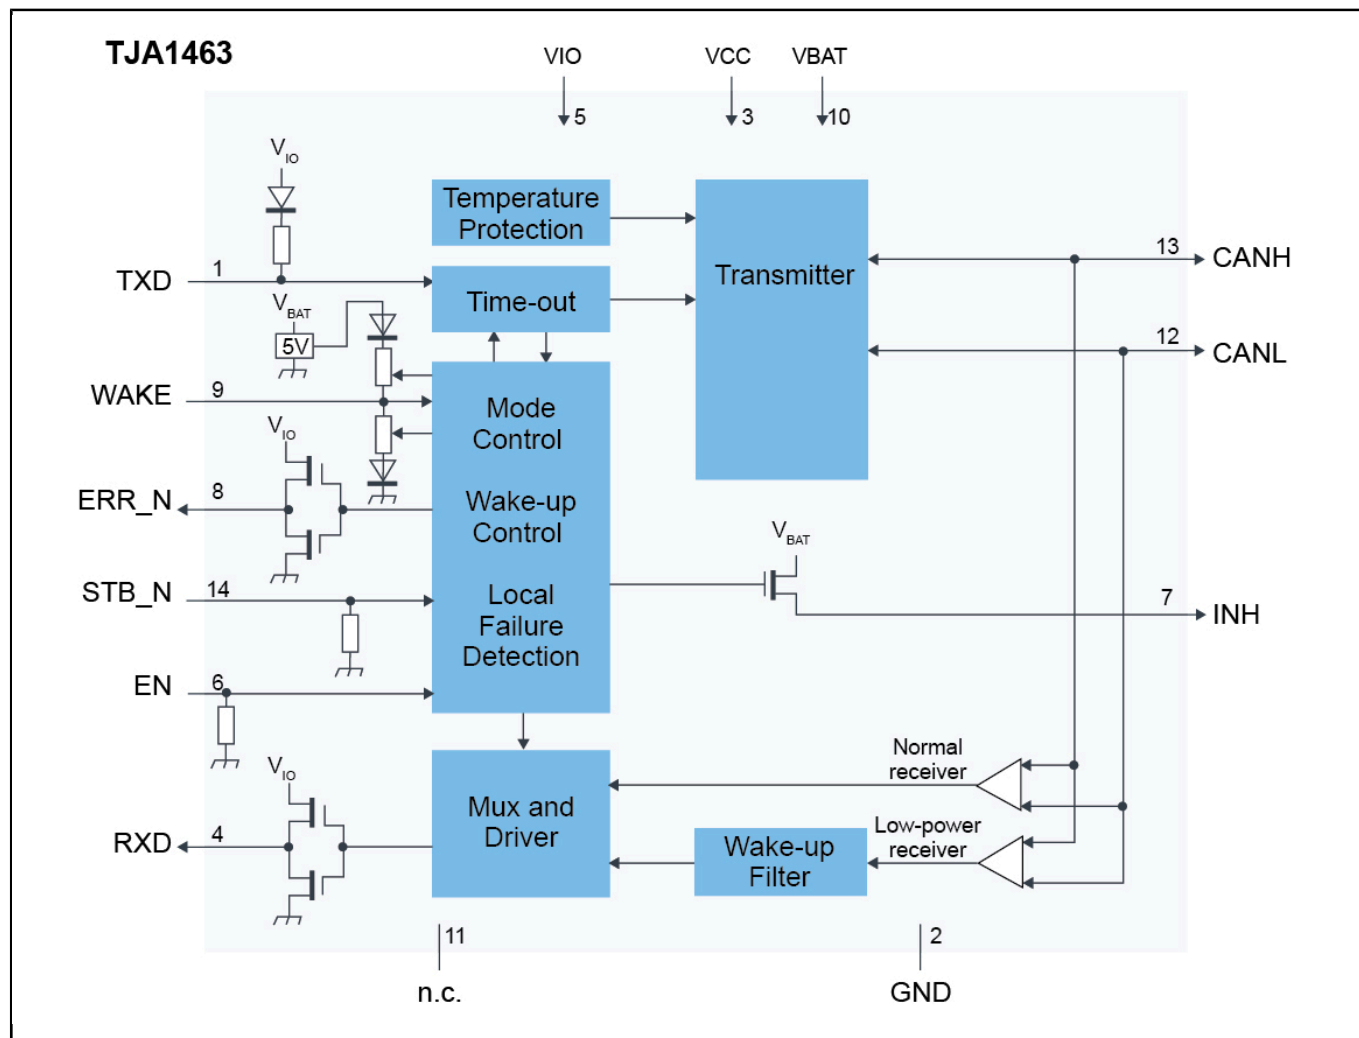 TJA1463
VIO VCC VBAT
5 3 10
VIO
Temperature
Protection
Transmitter
13 CANH
TXD 1
Time-out
VBAT
5V
12 CANL
WAKE 9
Mode
Control
VIO
ERR_N 8
Wake-up
Control
VBAT
STB_N 14
Local
Failure
Detection
7 INH
EN 6
Normal
receiver
VIO
Mux and
Driver
RXD 4
Low-power
receiver
Wake-up
Filter
11 2
n.c. GND